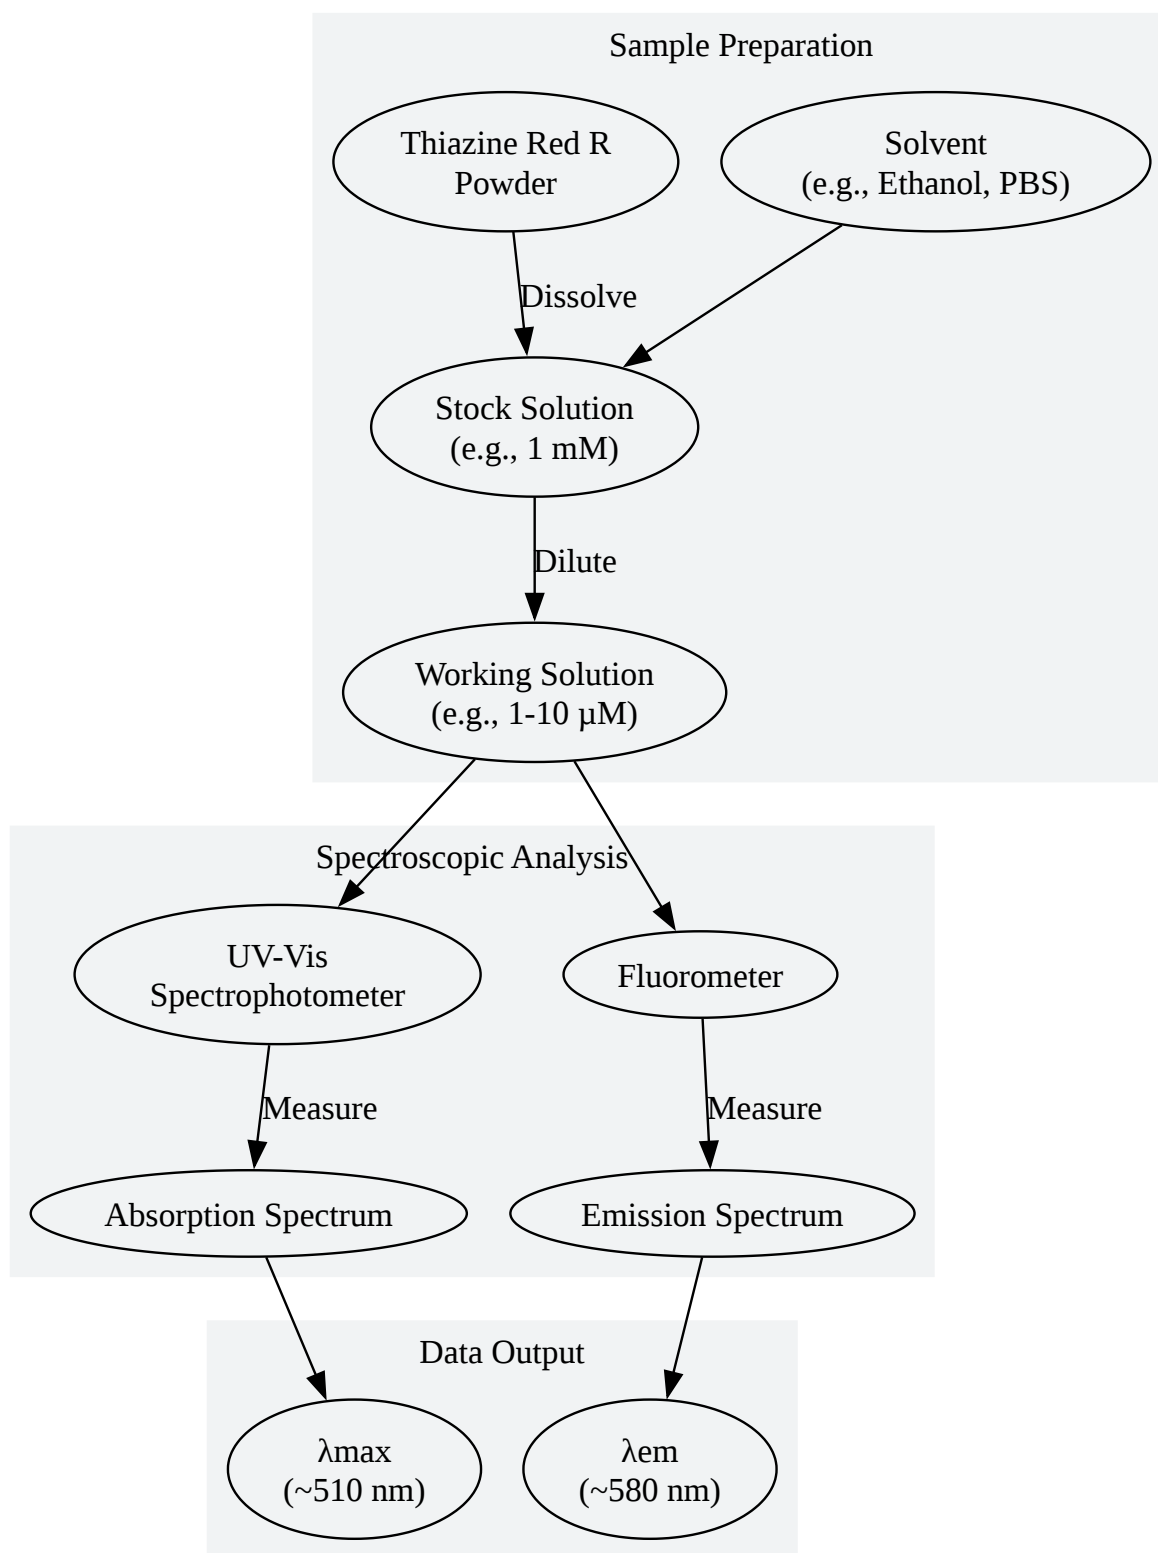 Sample Preparation
Thiazine Red R
Powder
Solvent
(e.g., Ethanol, PBS)
Dissolve
Stock Solution
(e.g., 1 mM)
Dilute
Working Solution
(e.g., 1-10 µM)
Spectroscopic Analysis
UV-Vis
Spectrophotometer
Fluorometer
Measure
Measure
Absorption Spectrum
Emission Spectrum
Data Output
λmax
(~510 nm)
λem
(~580 nm)